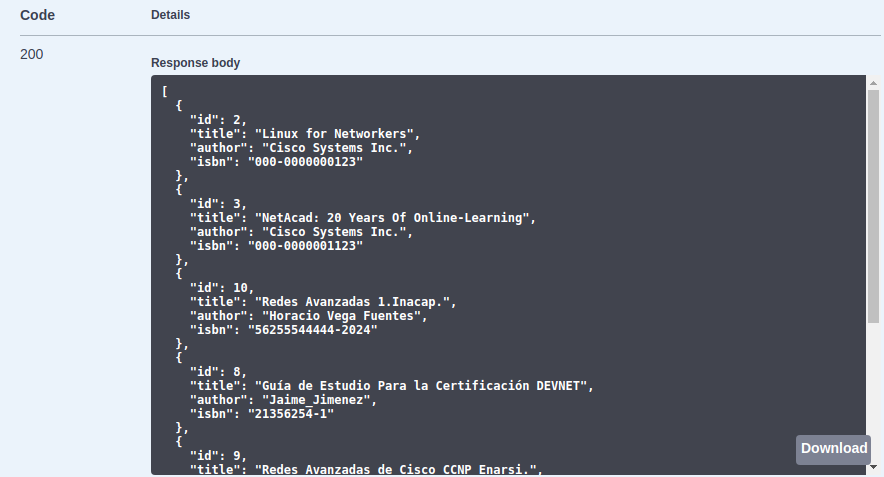 Code Details
200
Response body
[
  {
    "id": 2,
    "title": "Linux for Networkers",
    "author": "Cisco Systems Inc.",
    "isbn": "000-0000000123"
  },
  {
    "id": 3,
    "title": "NetAcad: 20 Years Of Online-Learning",
    "author": "Cisco Systems Inc.",
    "isbn": "000-0000001123"
  },
  {
    "id": 10,
    "title": "Redes Avanzadas 1.Inacap.",
    "author": "Horacio Vega Fuentes",
    "isbn": "56255544444-2024"
  },
  {
    "id": 8,
    "title": "Guía de Estudio Para la Certificación DEVNET",
    "author": "Jaime_Jimenez",
    "isbn": "21356254-1"
  },
  {
    "id": 9,
    "title": "Redes Avanzadas de Cisco CCNP Enarsi.",
Download